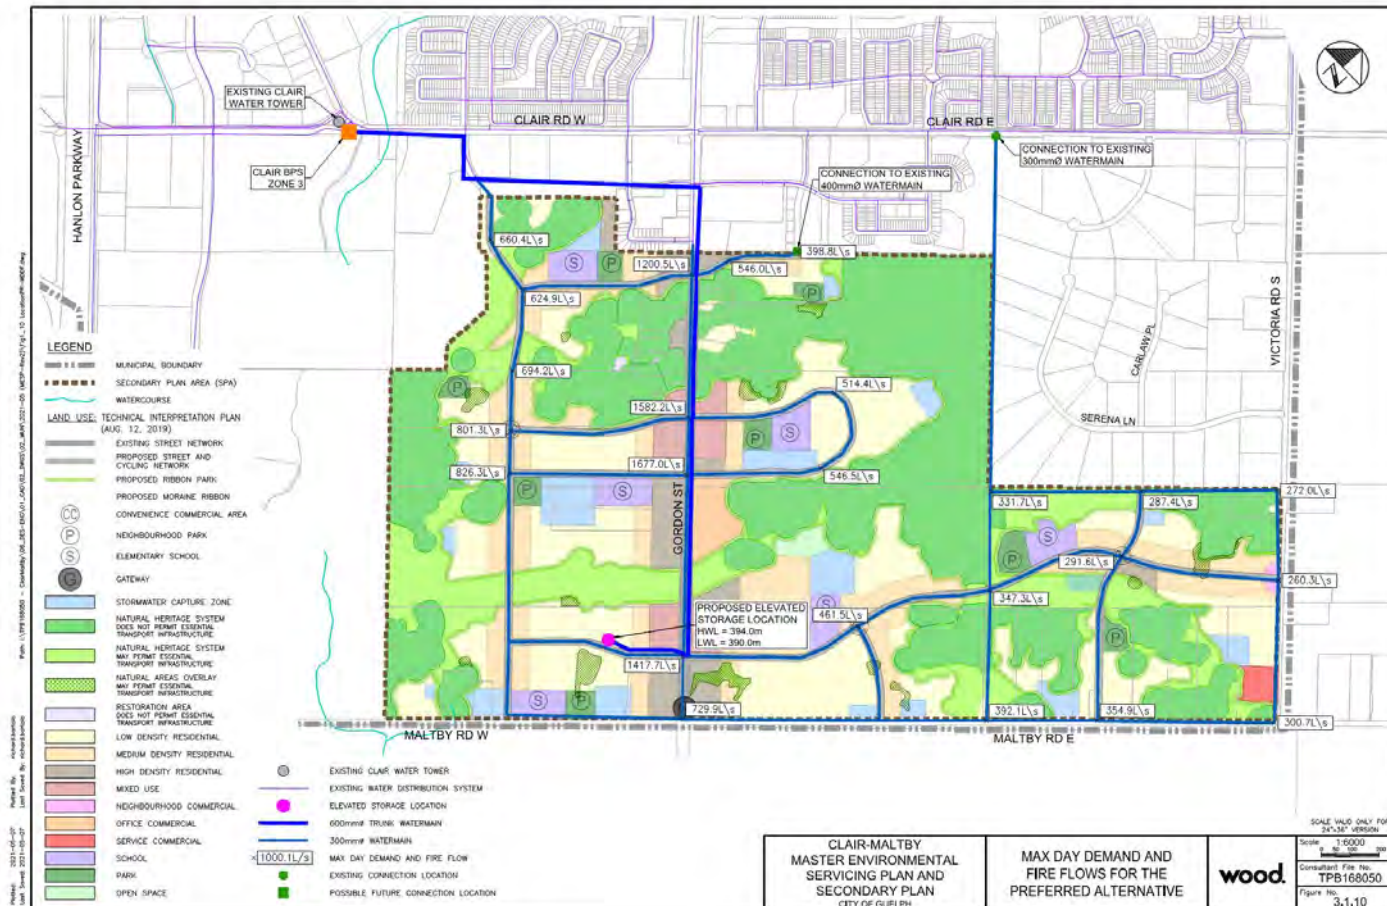 EXISTING CLAIR
WATER TOWER
CLAIR RD W
CLAIR RD E
CLAIR BPS
ZONE 3
CONNECTION TO EXISTING
300mmØ WATERMAIN
CONNECTION TO EXISTING
400mmØ WATERMAIN
HANLON PARKWAY
VICTORIA RD S
CARLAW PL
SERENA LN
GORDON ST
660.4L\s
1200.5L\s
546.0L\s
398.8L\s
624.9L\s
694.2L\s
514.4L\s
1582.2L\s
801.3L\s
826.3L\s
1677.0L\s
546.5L\s
331.7L\s
287.4L\s
272.0L\s
291.6L\s
260.3L\s
347.3L\s
461.5L\s
PROPOSED ELEVATED
STORAGE LOCATION
HWL = 394.0m
LWL = 390.0m
1417.7L\s
729.9L\s
392.1L\s
354.9L\s
300.7L\s
MALTBY RD W
MALTBY RD E
S
P
P
P
P
S
P
S
P
S
S
S
P
P
LEGEND
MUNICIPAL BOUNDARY
SECONDARY PLAN AREA (SPA)
WATERCOURSE
LAND USE: TECHNICAL INTERPRETATION PLAN
(AUG. 12, 2019)
EXISTING STREET NETWORK
PROPOSED STREET AND
CYCLING NETWORK
PROPOSED RIBBON PARK
PROPOSED MORAINE RIBBON
CC CONVENIENCE COMMERCIAL AREA
P NEIGHBOURHOOD PARK
S ELEMENTARY SCHOOL
G GATEWAY
STORMWATER CAPTURE ZONE
NATURAL HERITAGE SYSTEM
DOES NOT PERMIT ESSENTIAL
TRANSPORT INFRASTRUCTURE
NATURAL HERITAGE SYSTEM
MAY PERMIT ESSENTIAL
TRANSPORT INFRASTRUCTURE
NATURAL AREAS OVERLAY
MAY PERMIT ESSENTIAL
TRANSPORT INFRASTRUCTURE
RESTORATION AREA
DOES NOT PERMIT ESSENTIAL
TRANSPORT INFRASTRUCTURE
LOW DENSITY RESIDENTIAL
MEDIUM DENSITY RESIDENTIAL
HIGH DENSITY RESIDENTIAL
MIXED USE
NEIGHBOURHOOD COMMERCIAL
OFFICE COMMERCIAL
SERVICE COMMERCIAL
SCHOOL
PARK
OPEN SPACE
EXISTING CLAIR WATER TOWER
EXISTING WATER DISTRIBUTION SYSTEM
ELEVATED STORAGE LOCATION
600mmø TRUNK WATERMAIN
300mmø WATERMAIN
×1000.1L/s MAX DAY DEMAND AND FIRE FLOW
EXISTING CONNECTION LOCATION
POSSIBLE FUTURE CONNECTION LOCATION
CLAIR-MALTBY
MASTER ENVIRONMENTAL
SERVICING PLAN AND
SECONDARY PLAN
CITY OF GUELPH
MAX DAY DEMAND AND
FIRE FLOWS FOR THE
PREFERRED ALTERNATIVE
wood.
SCALE VALID ONLY FOR
24"x36" VERSION
Scale 1:6000
Consultant File No.
TPB168050
Figure No.
3.1.10